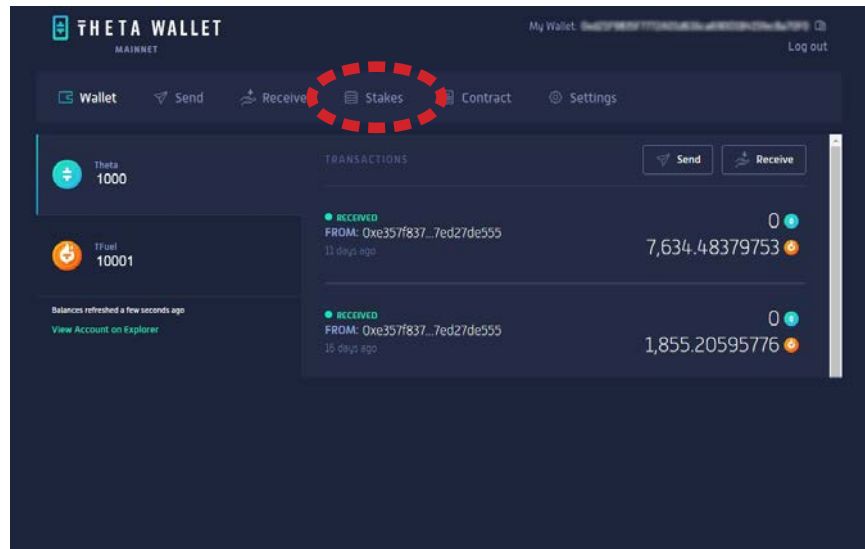 THETA WALLET
MAINNET
My Wallet:
Log out
Wallet Send Receive Stakes Contract Settings
Theta
1000
TFuel
10001
Balances refreshed a few seconds ago
View Account on Explorer
TRANSACTIONS
Send Receive
RECEIVED
FROM: 0xe357f837...7ed27de555
11 days ago
0
7,634.48379753
RECEIVED
FROM: 0xe357f837...7ed27de555
16 days ago
0
1,855.20595776